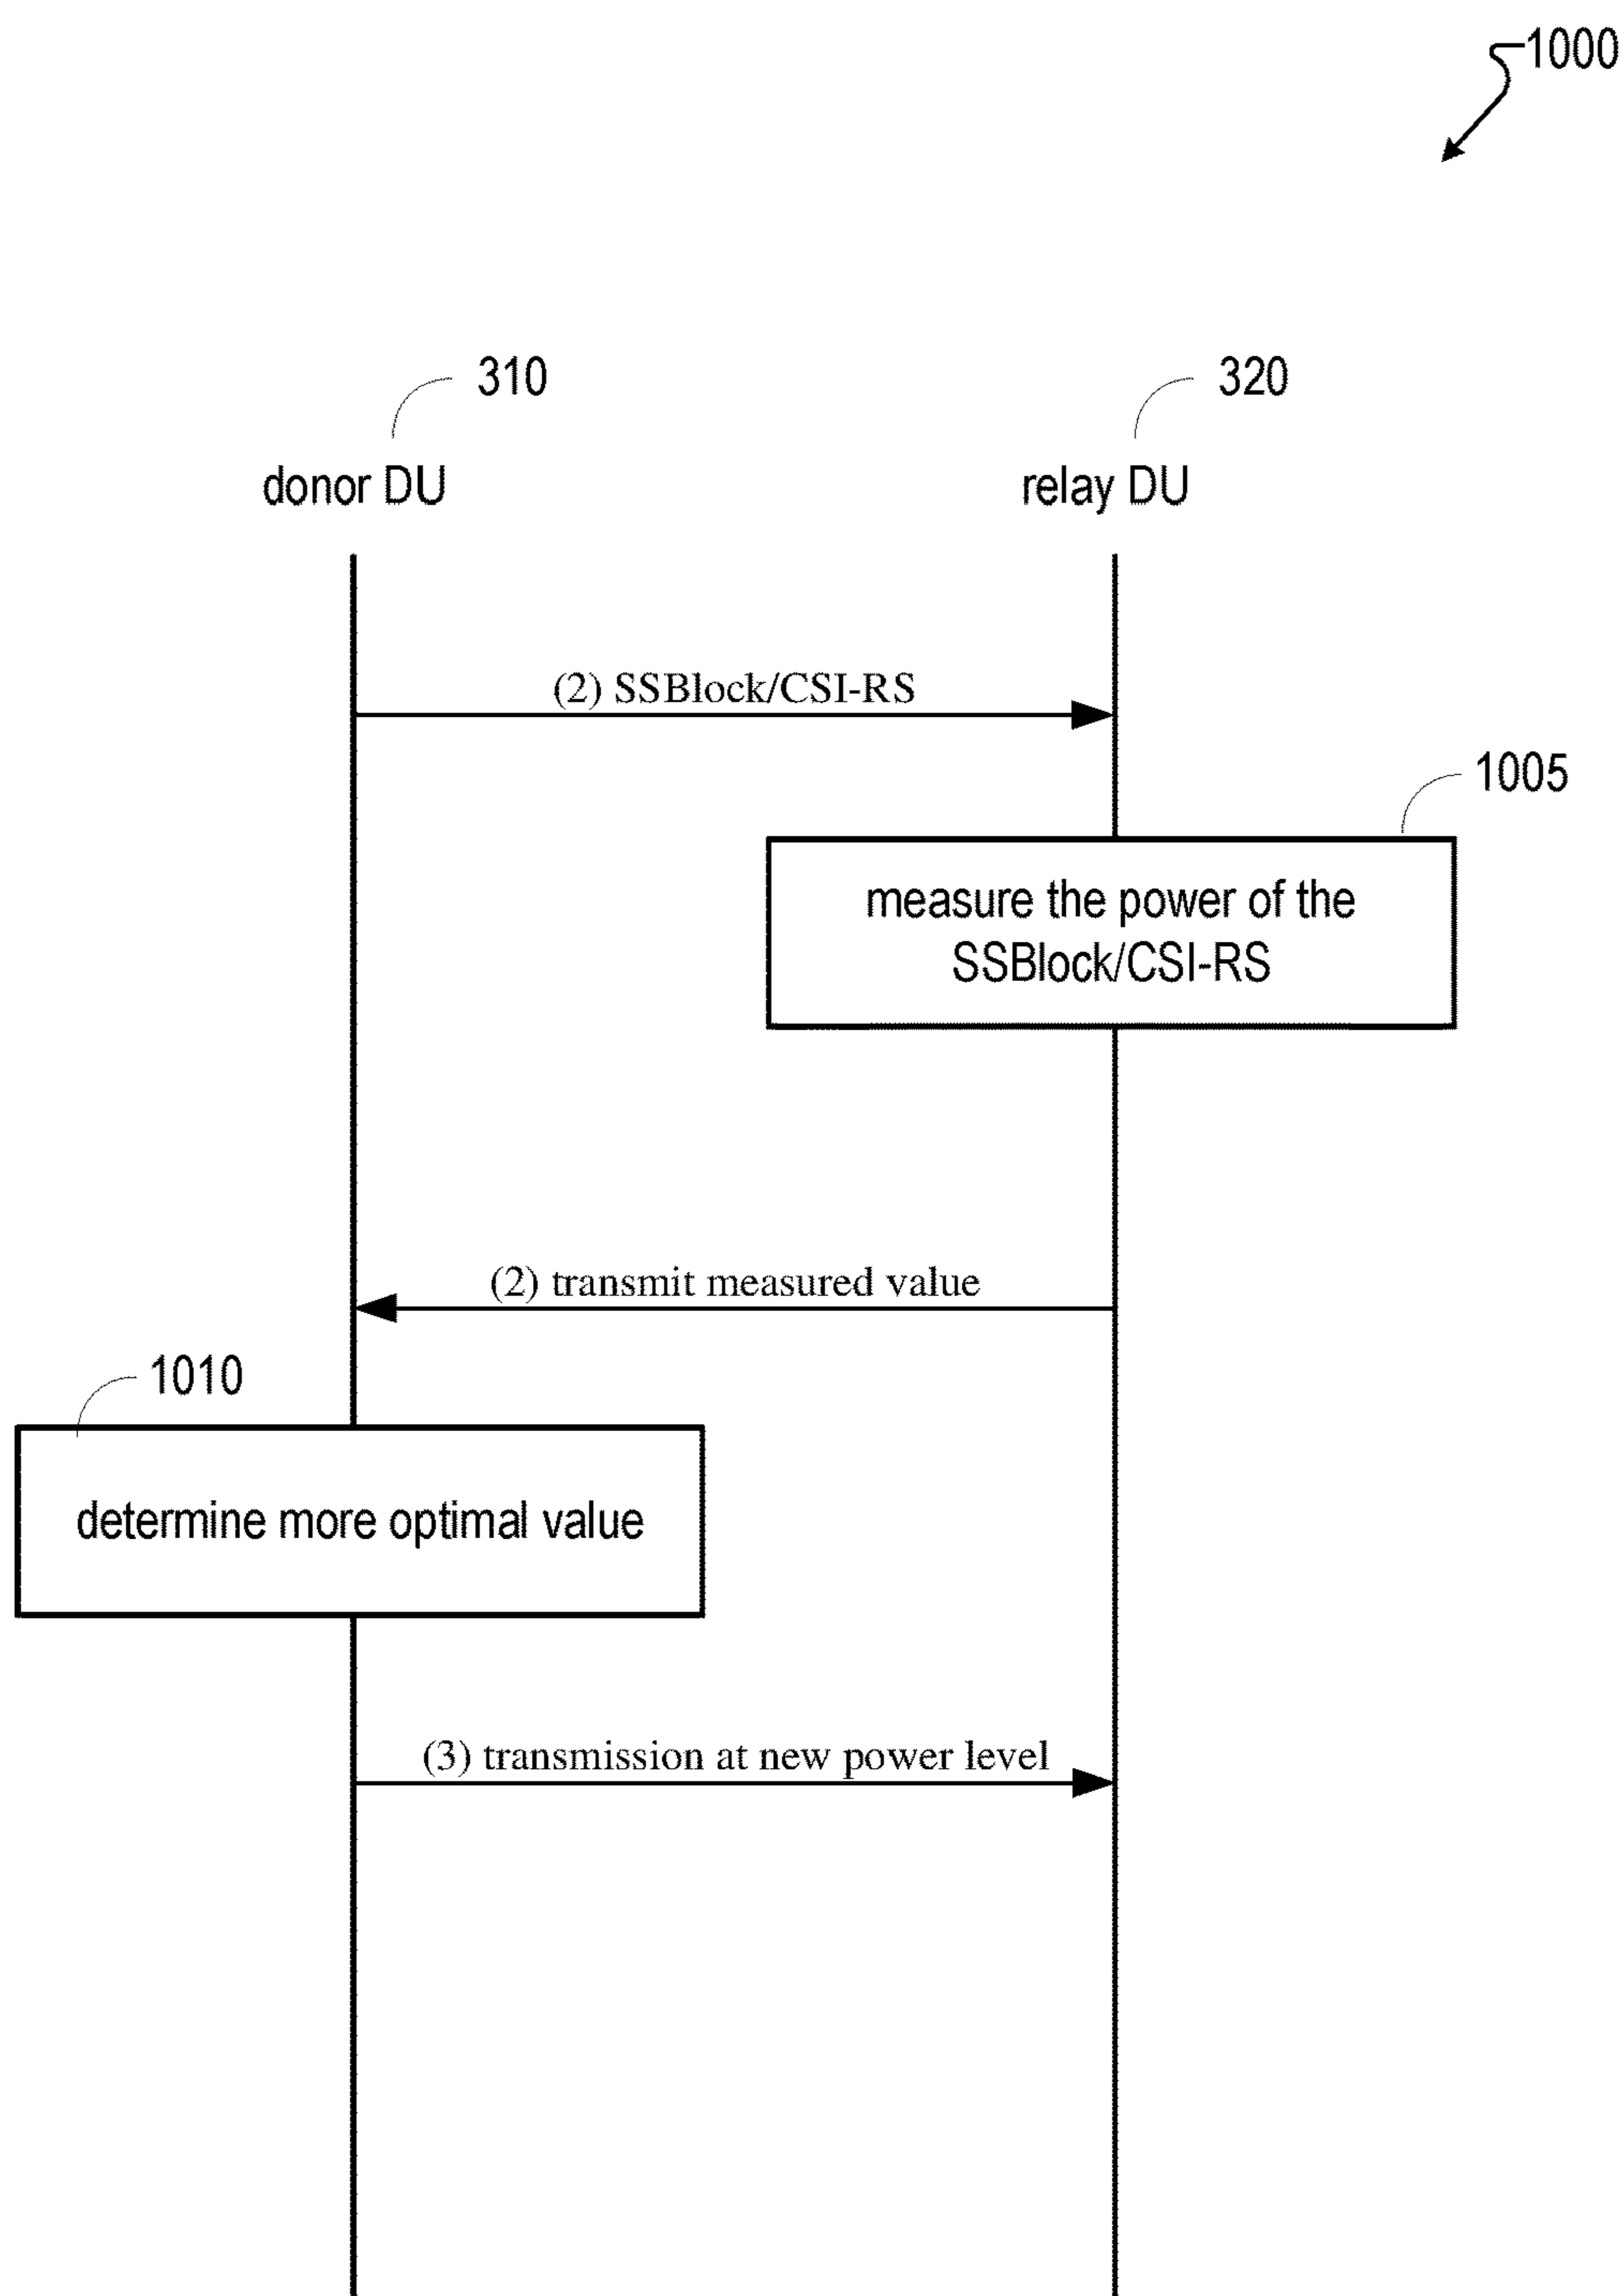 1000
310
320
donor DU
relay DU
(2) SSBlock/CSI-RS
1005
measure the power of the
SSBlock/CSI-RS
(2) transmit measured value
1010
determine more optimal value
(3) transmission at new power level